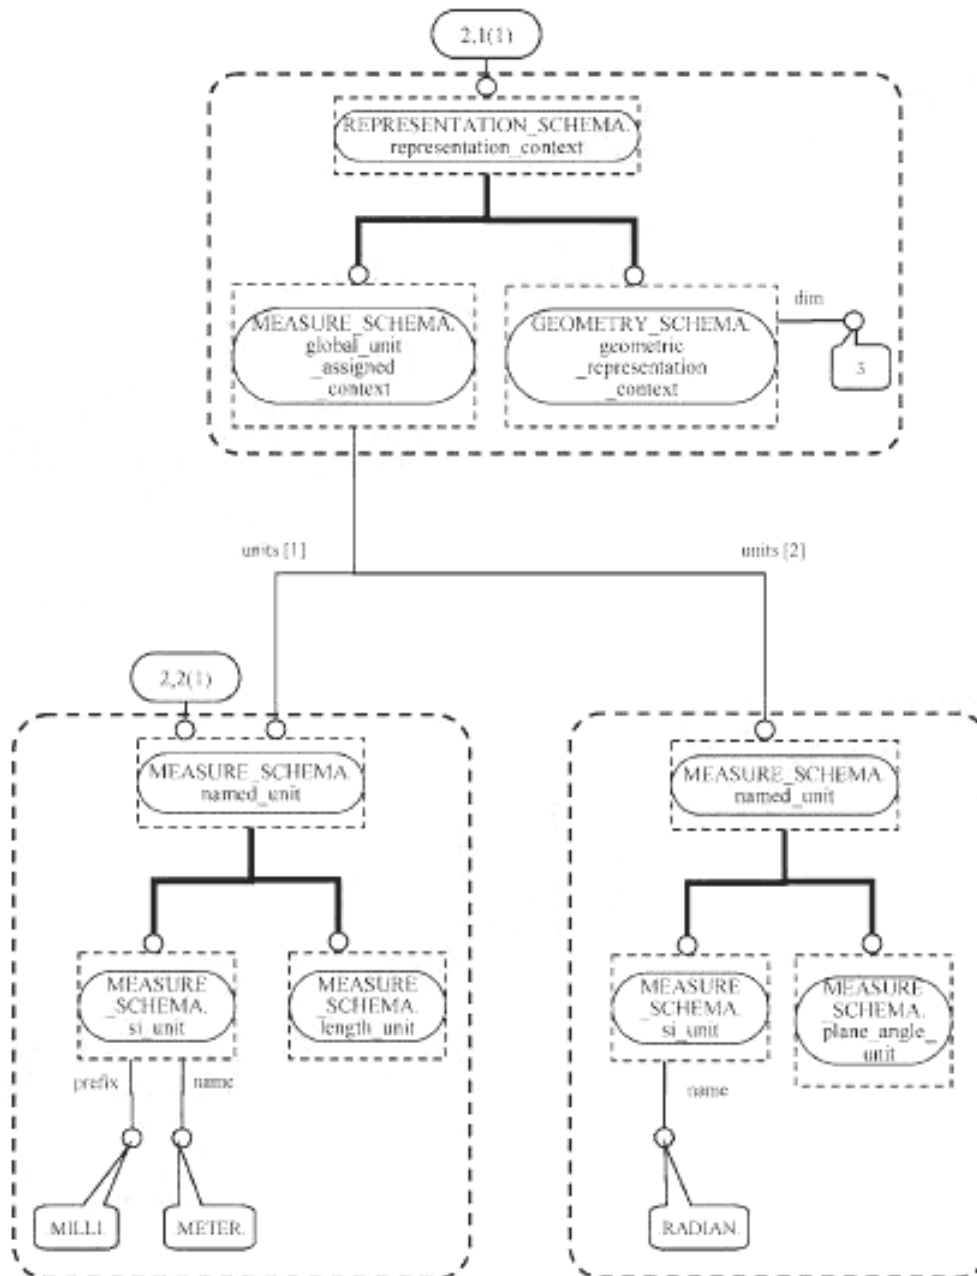 2,1(1)
REPRESENTATION_SCHEMA.
representation_context
MEASURE_SCHEMA.
global_unit
_assigned
_context
GEOMETRY_SCHEMA.
geometric
_representation
_context
dim
3
units [1]
units [2]
2,2(1)
MEASURE_SCHEMA.
named_unit
MEASURE_SCHEMA.
named_unit
MEASURE
_SCHEMA.
si_unit
MEASURE
_SCHEMA.
length_unit
MEASURE
_SCHEMA.
si_unit
MEASURE
_SCHEMA.
plane_angle_
unit
prefix
name
name
.MILLI.
.METER.
.RADIAN.